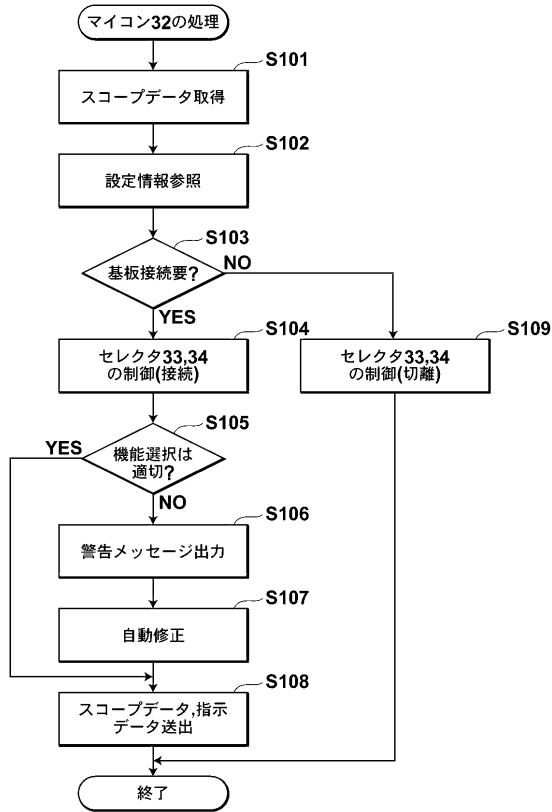 マイコン32の処理
S101
スコープデータ取得
S102
設定情報参照
S103
基板接続要?
NO
YES
S104
セレクタ33,34
の制御(接続)
S109
セレクタ33,34
の制御(切離)
S105
YES
機能選択は
適切?
NO
S106
警告メッセージ出力
S107
自動修正
S108
スコープデータ,指示
データ送出
終了